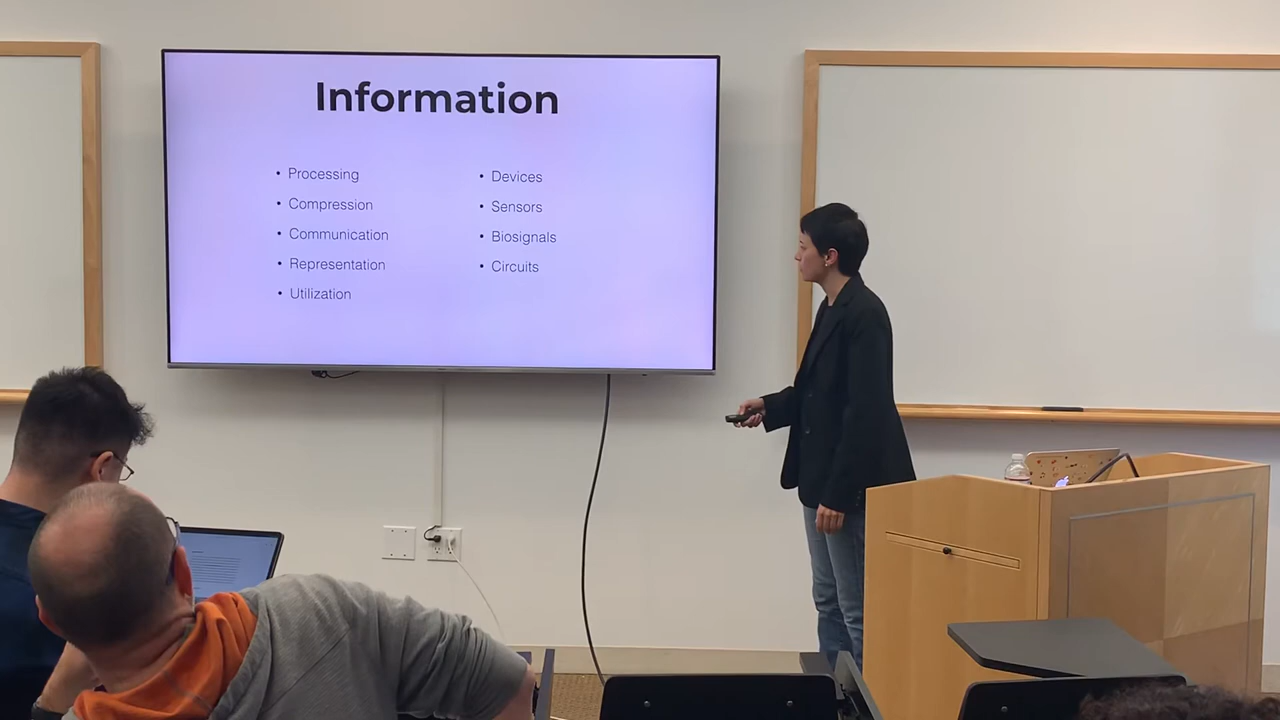 Information
• Processing
• Compression
• Communication
• Representation
• Utilization
• Devices
• Sensors
• Biosignals
• Circuits